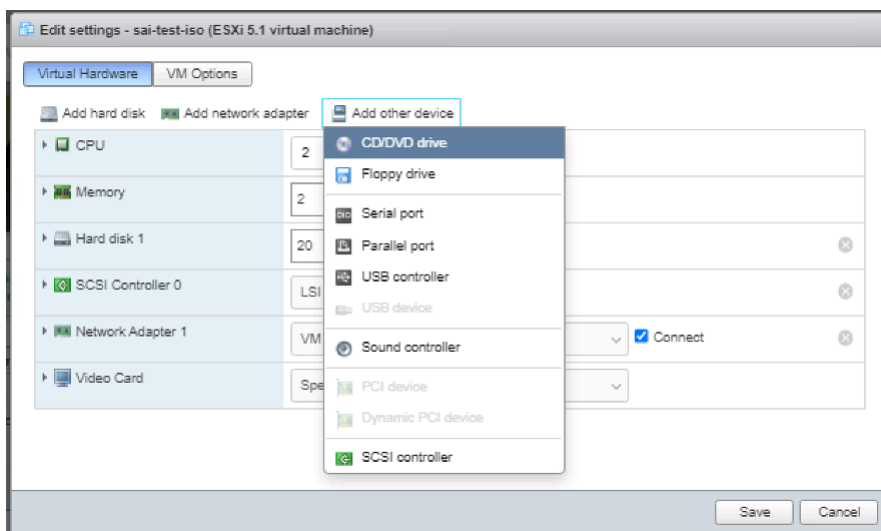 Edit settings - sai-test-iso (ESXi 5.1 virtual machine)
Virtual Hardware VM Options
Add hard disk Add network adapter Add other device
CPU 2
CD/DVD drive
Floppy drive
Memory 2
Serial port
Hard disk 1 20
Parallel port
USB controller
SCSI Controller 0 LSI
USB device
Network Adapter 1 VM Connect
Sound controller
Video Card Spe
PCI device
Dynamic PCI device
SCSI controller
Save Cancel